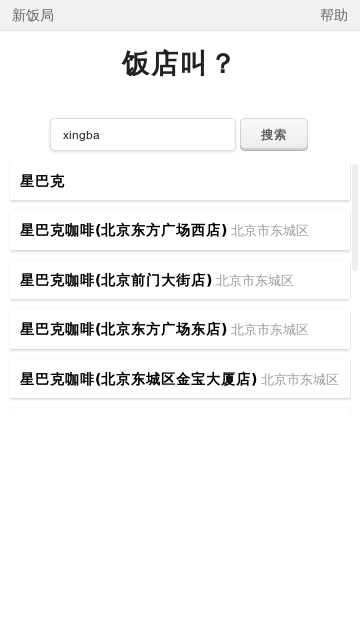 新饭局
帮助
饭店叫？
xingba
搜索
星巴克
星巴克咖啡(北京东方广场西店) 北京市东城区
星巴克咖啡(北京前门大街店) 北京市东城区
星巴克咖啡(北京东方广场东店) 北京市东城区
星巴克咖啡(北京东城区金宝大厦店) 北京市东城区